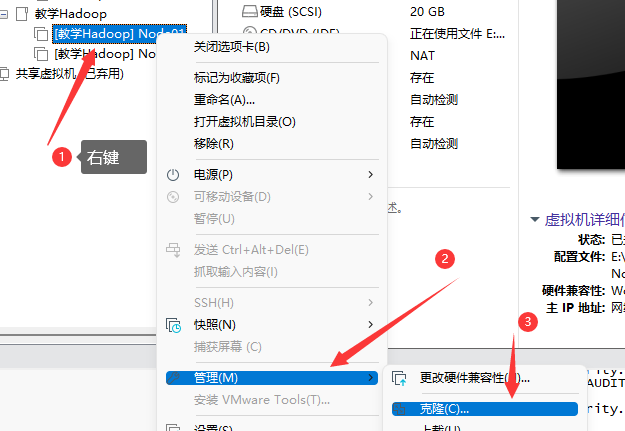 教学Hadoop
[教学Hadoop] Node01
[教学Hadoop] No
共享虚拟机 (已弃用)
1 右键
硬盘 (SCSI) 20 GB
CD/DVD (IDE) 正在使用文件 E:...
NAT
存在
自动检测
存在
自动检测
述。
关闭选项卡(B)
标记为收藏项(F)
重命名(A)...
打开虚拟机目录(O)
移除(R)
电源(P)
可移动设备(D)
暂停(U)
发送 Ctrl+Alt+Del(E)
抓取输入内容(I)
SSH(H)
快照(N)
捕获屏幕 (C)
管理(M)
安装 VMware Tools(T)...
设置(S)
2
3
更改硬件兼容性(H)...
克隆(C)...
上载(U)
虚拟机详细信
状态: 已
配置文件: E:\
No
硬件兼容性: Wo
主 IP 地址: 网络
rity.
AUDIT
rity.